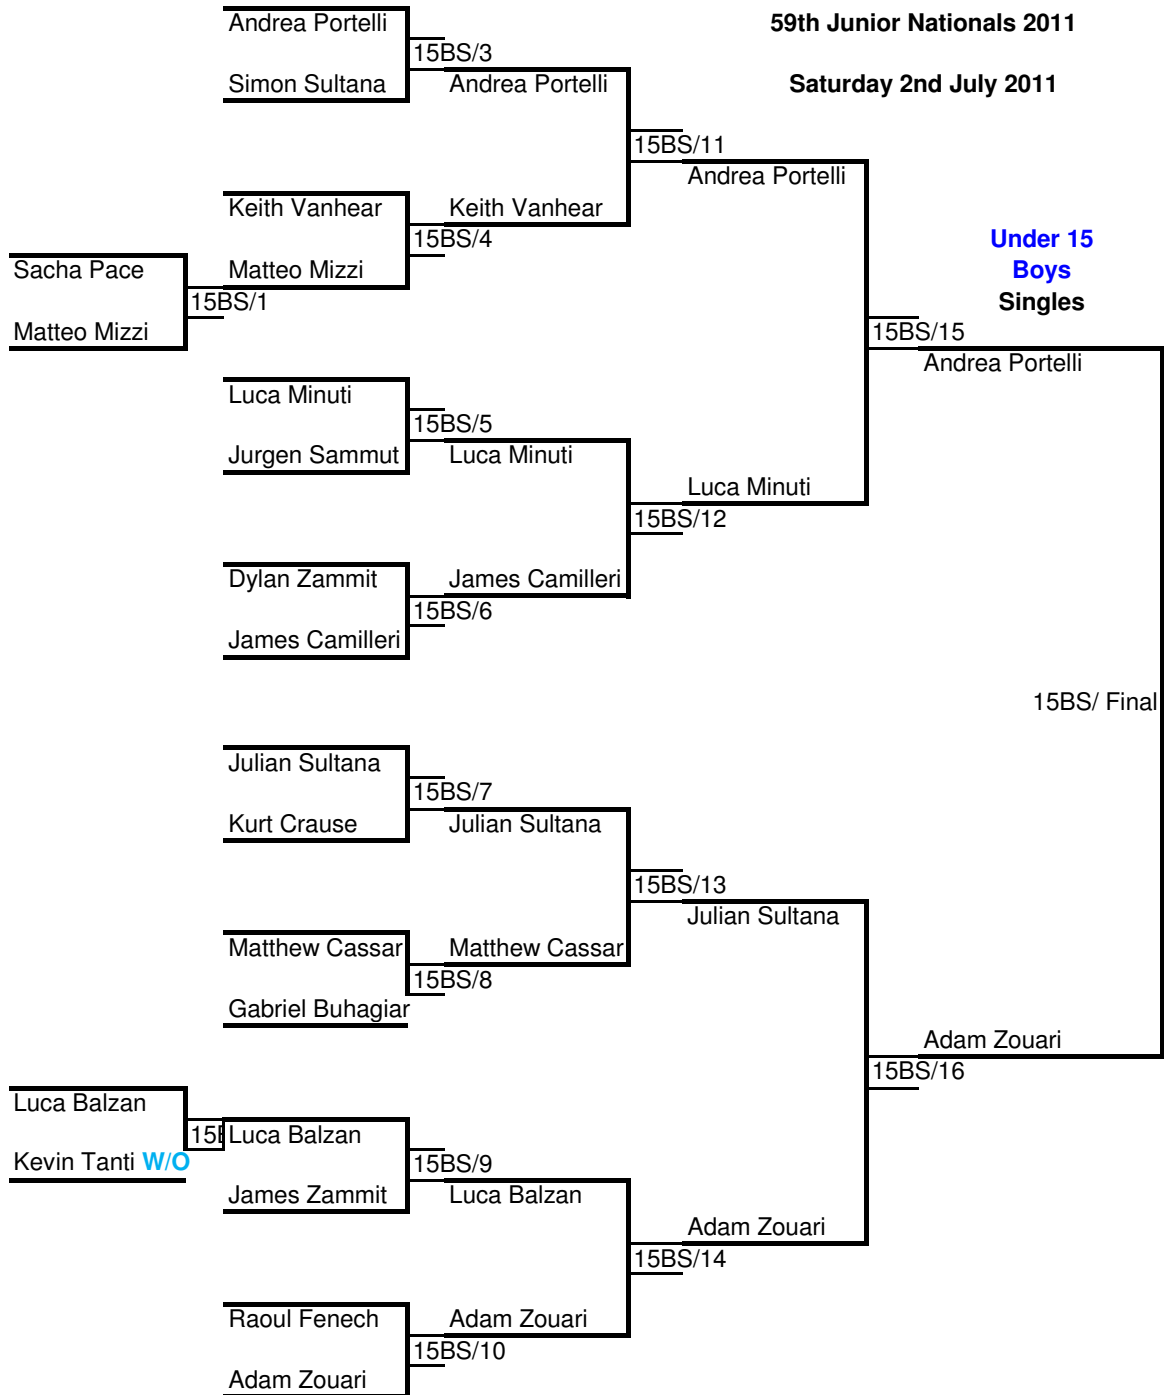 Andrea Portelli
59th Junior Nationals 2011
15BS/3
Simon Sultana
Andrea Portelli
Saturday 2nd July 2011
15BS/11
Andrea Portelli
Keith Vanhear
Keith Vanhear
15BS/4
Under 15
Boys
Singles
Sacha Pace
Matteo Mizzi
15BS/1
Matteo Mizzi
15BS/15
Andrea Portelli
Luca Minuti
15BS/5
Jurgen Sammut
Luca Minuti
Luca Minuti
15BS/12
Dylan Zammit
James Camilleri
15BS/6
James Camilleri
15BS/ Final
Julian Sultana
15BS/7
Kurt Crause
Julian Sultana
15BS/13
Julian Sultana
Matthew Cassar
Matthew Cassar
15BS/8
Gabriel Buhagiar
Adam Zouari
15BS/16
Luca Balzan
Luca Balzan
Kevin Tanti W/O
15BS/9
James Zammit
Luca Balzan
Adam Zouari
15BS/14
Raoul Fenech
Adam Zouari
15BS/10
Adam Zouari